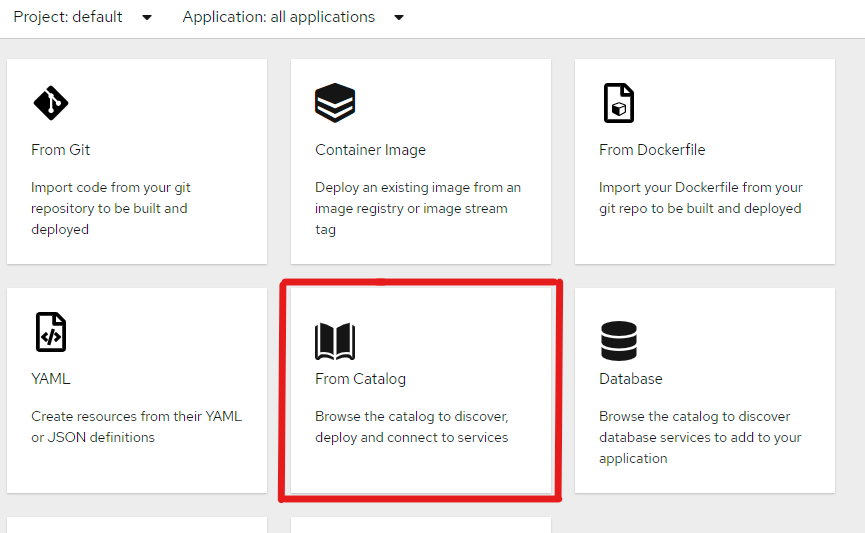 Project: default
Application: all applications
From Git
Import code from your git
repository to be built and
deployed
Container Image
Deploy an existing image from an
image registry or image stream
tag
From Dockerfile
Import your Dockerfile from your
git repo to be built and deployed
YAML
Create resources from their YAML
or JSON definitions
From Catalog
Browse the catalog to discover,
deploy and connect to services
Database
Browse the catalog to discover
database services to add to your
application